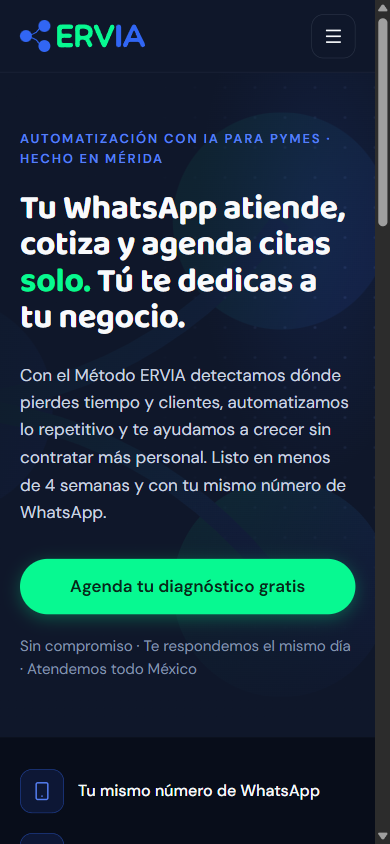 ERVIA
AUTOMATIZACIÓN CON IA PARA PYMES ·
HECHO EN MÉRIDA
Tu WhatsApp atiende,
cotiza y agenda citas
solo. Tú te dedicas a
tu negocio.
Con el Método ERVIA detectamos dónde
pierdes tiempo y clientes, automatizamos
lo repetitivo y te ayudamos a crecer sin
contratar más personal. Listo en menos
de 4 semanas y con tu mismo número de
WhatsApp.
Agenda tu diagnóstico gratis
Sin compromiso · Te respondemos el mismo día
· Atendemos todo México
Tu mismo número de WhatsApp